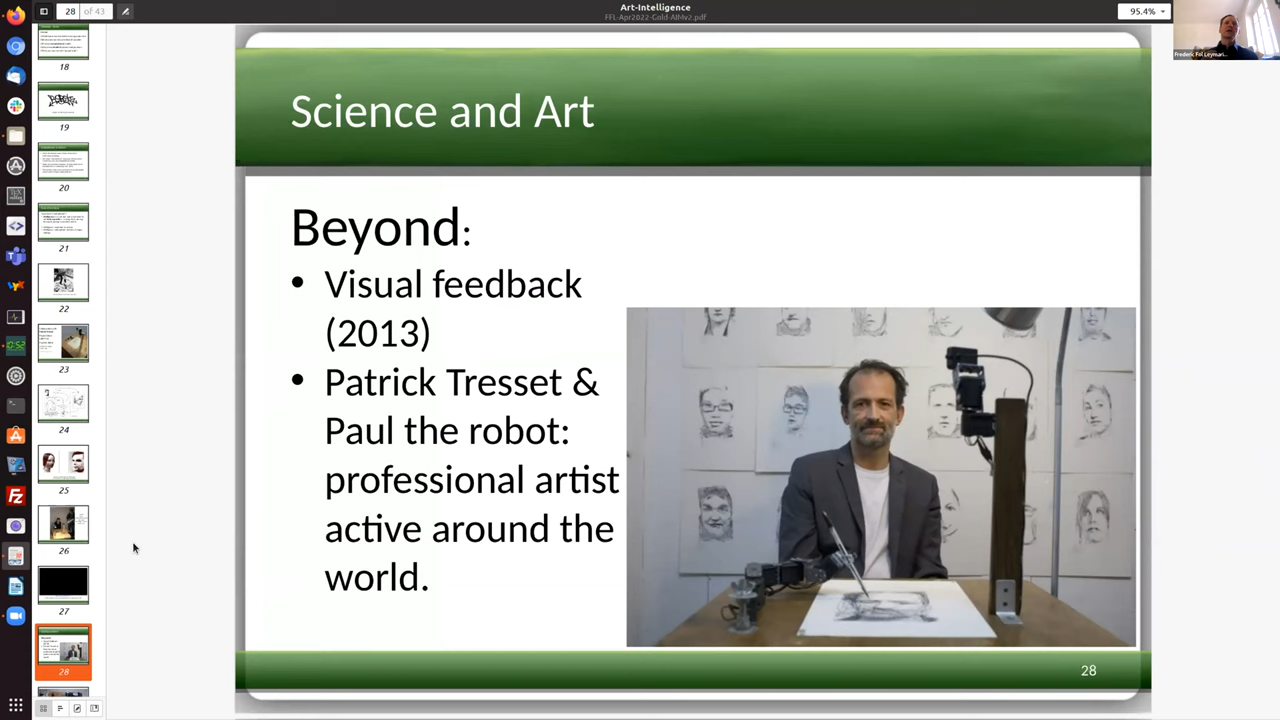 Art-Intelligence
FFL-Apr2022-Gold-AIMv2.pdf
28 of 43
95.4%
Frederic Fol Leymari...
18
19
20
21
22
23
24
25
26
27
28
Science and Art
Beyond:
• Visual feedback
(2013)
• Patrick Tresset &
Paul the robot:
professional artist
active around the
world.
28